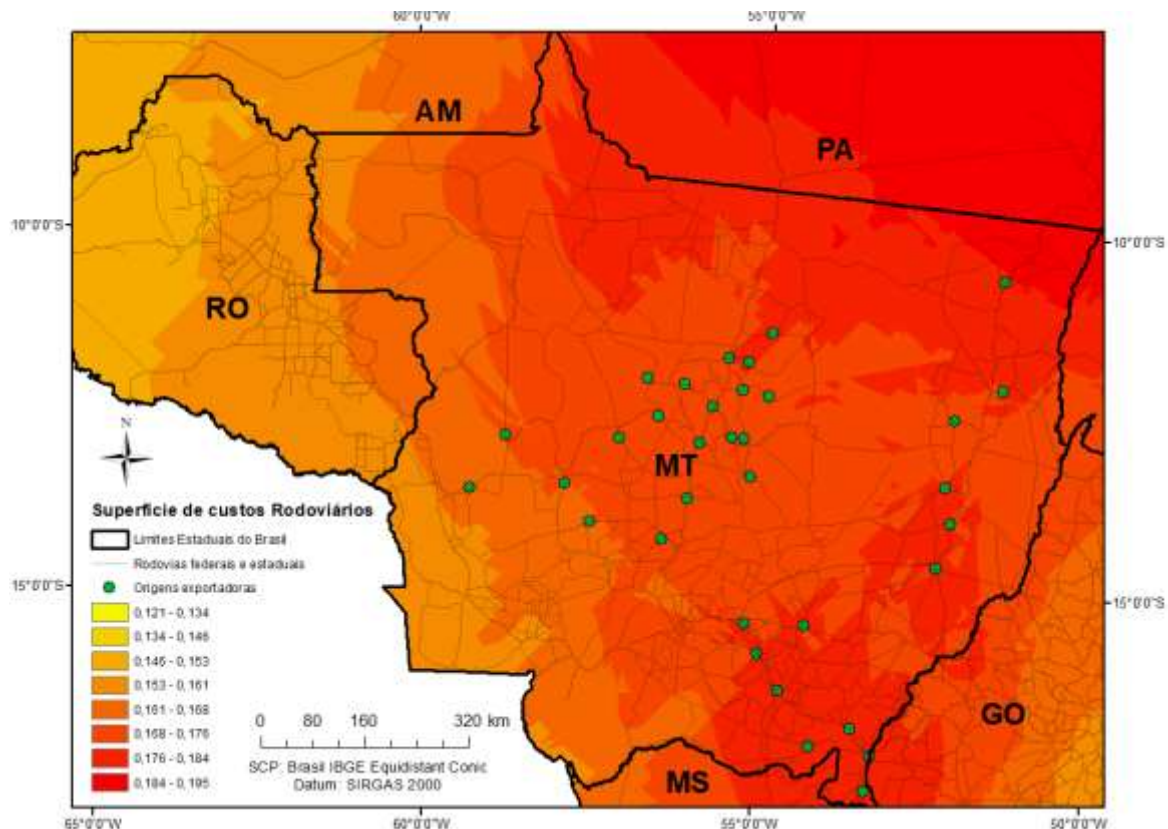 60°0'0"W 55°0'0"W
AM
PA
10°0'0"S 10°0'0"S
RO
N
MT
Superfície de custos Rodoviários
Limites Estaduais do Brasil
Rodovias federais e estaduais
Origens exportadoras
15°0'0"S 15°0'0"S
0,121 - 0,134
0,134 - 0,146
0,146 - 0,153
0,153 - 0,161
0,161 - 0,168
0,168 - 0,176
0,176 - 0,184
0,184 - 0,195
0 80 160 320 km
SCP: Brasil IBGE Equidistant Conic
Datum: SIRGAS 2000
GO
MS
65°0'0"W 60°0'0"W 55°0'0"W 50°0'0"W